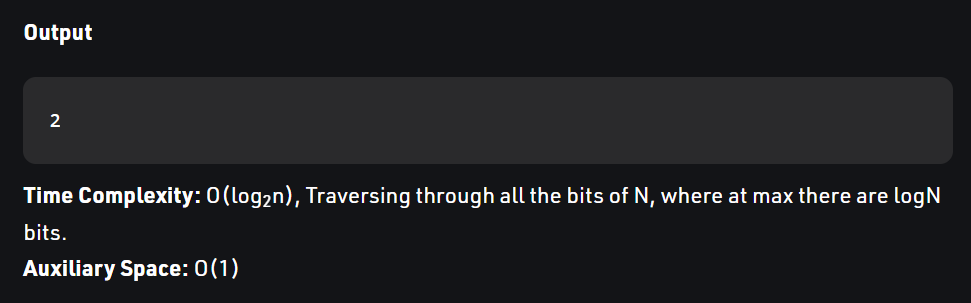 Output
2
Time Complexity: O(log₂n), Traversing through all the bits of N, where at max there are logN
bits.
Auxiliary Space: O(1)